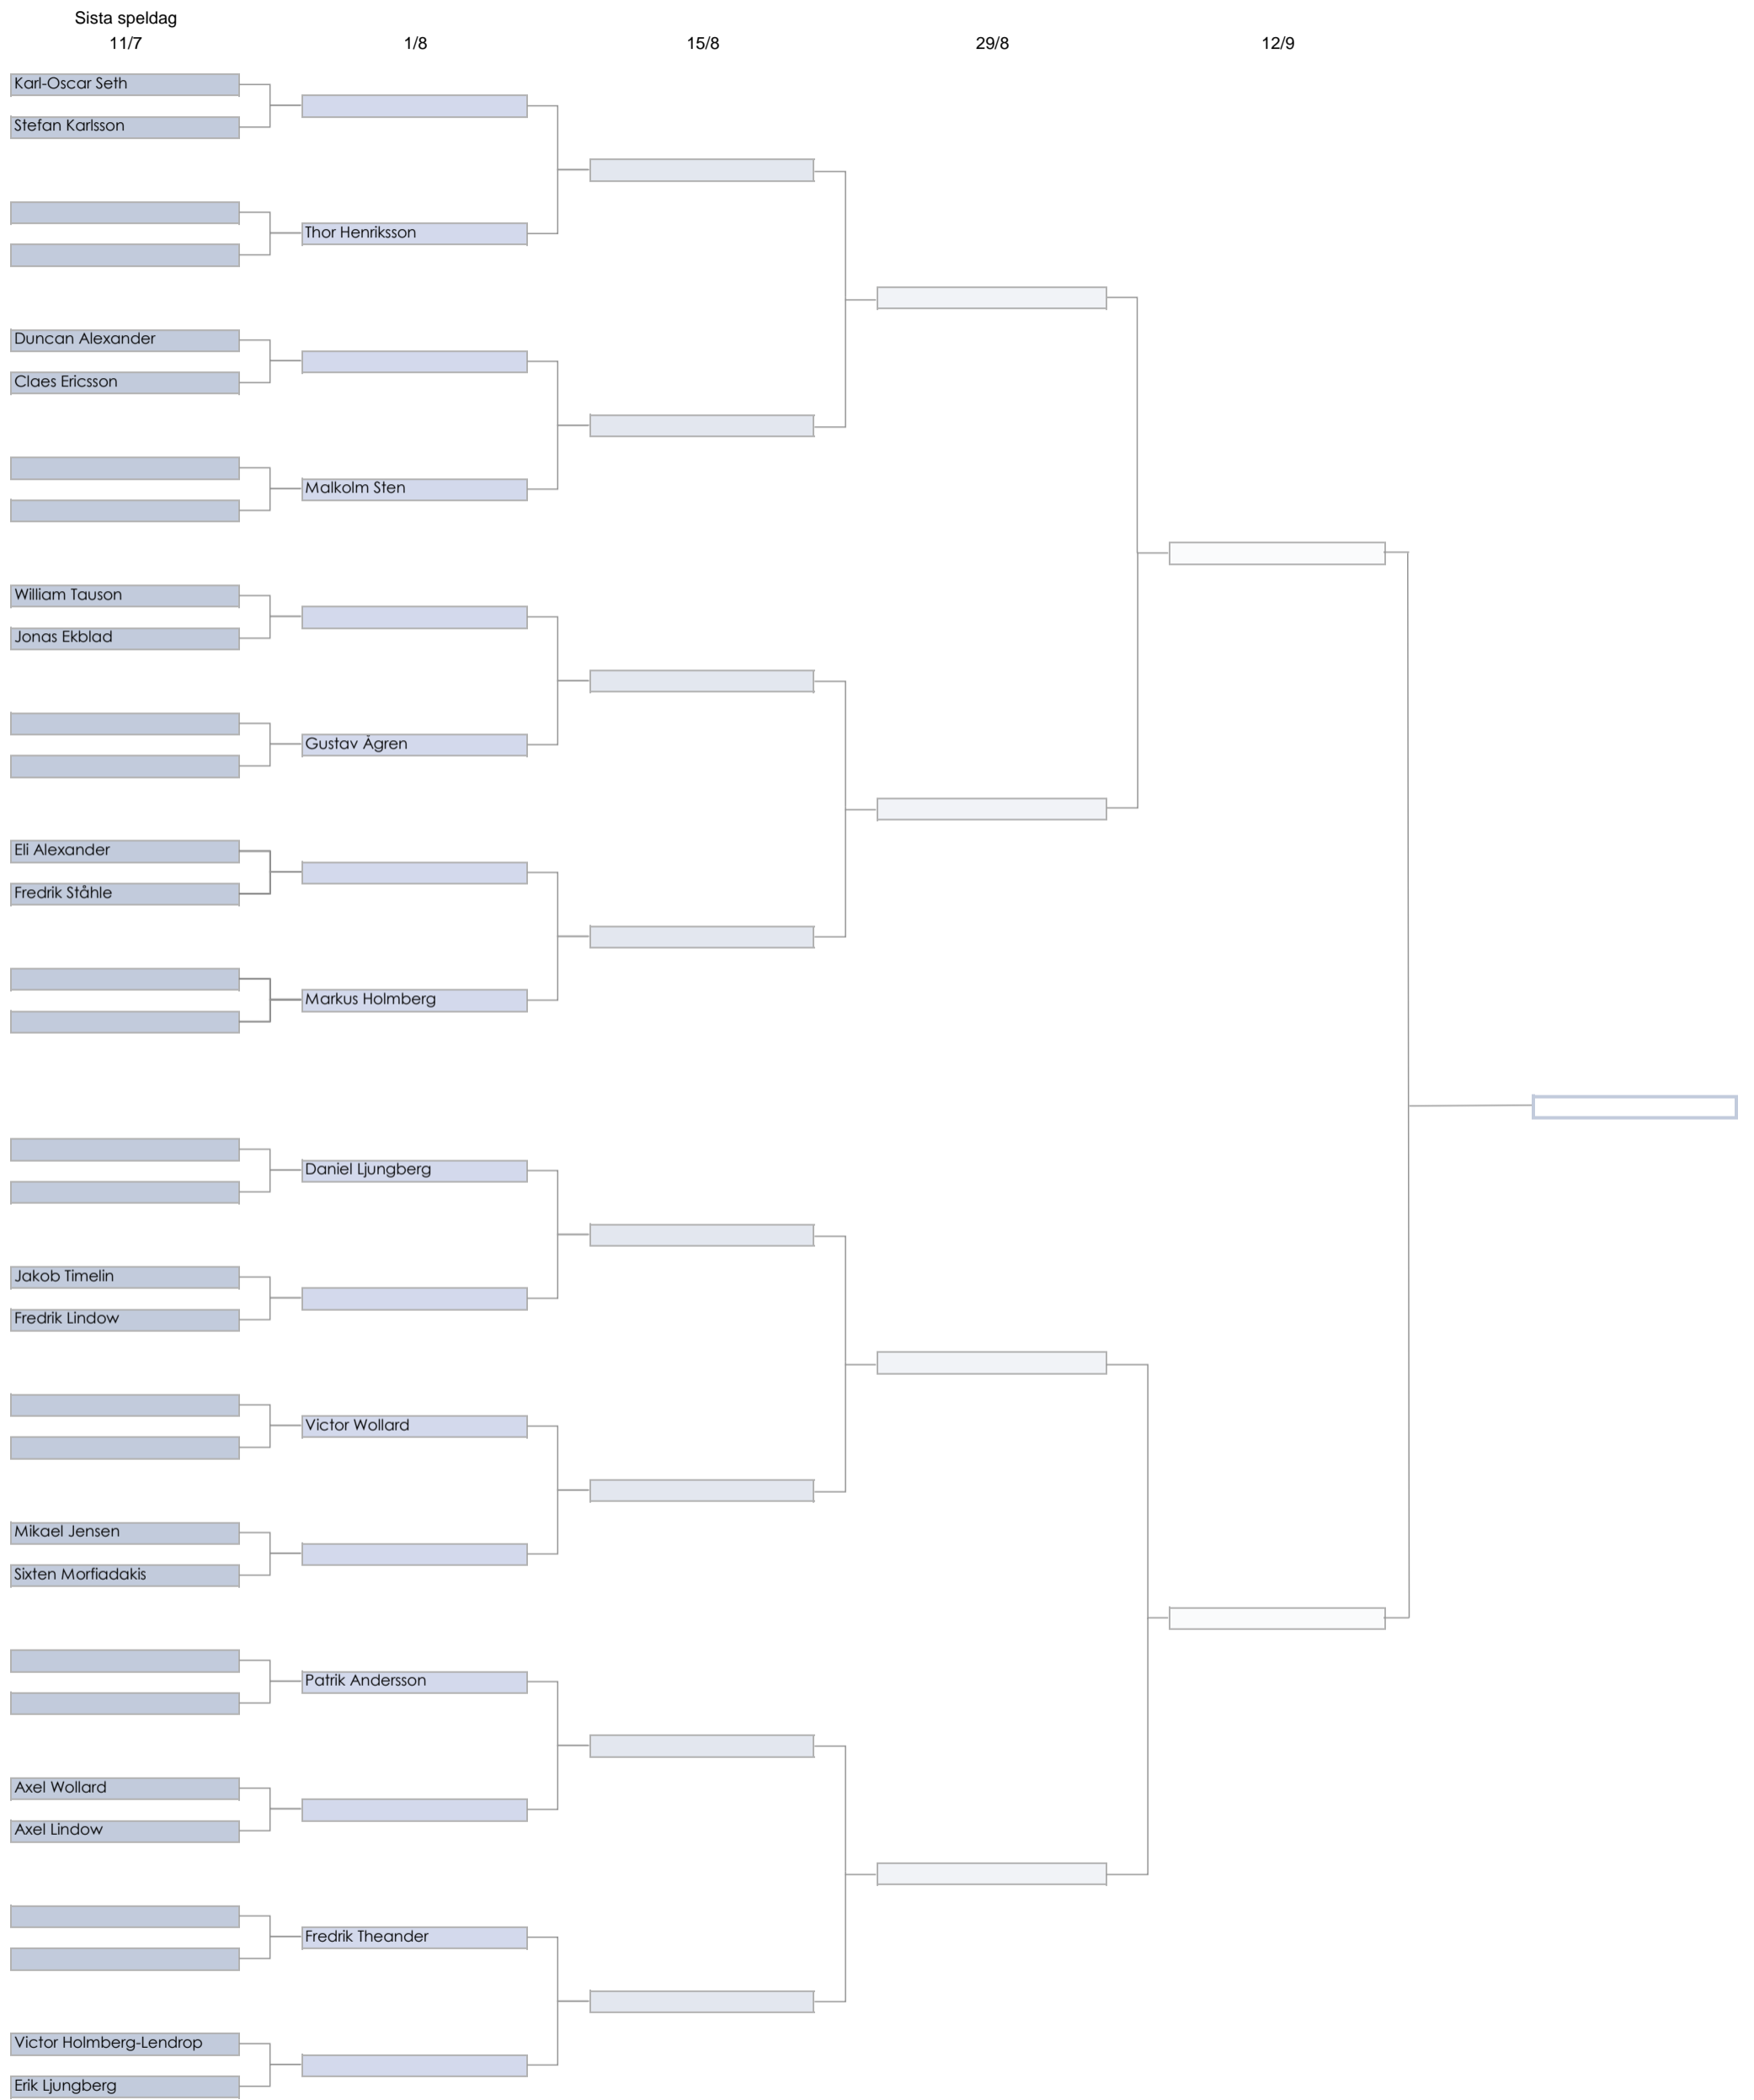 Sista speldag
11/7 1/8 15/8 29/8 12/9
Karl-Oscar Seth
Stefan Karlsson
Thor Henriksson
Duncan Alexander
Claes Ericsson
Malkolm Sten
William Tauson
Jonas Ekblad
Gustav Ågren
Eli Alexander
Fredrik Ståhle
Markus Holmberg
Daniel Ljungberg
Jakob Timelin
Fredrik Lindow
Victor Wollard
Mikael Jensen
Sixten Morfiadakis
Patrik Andersson
Axel Wollard
Axel Lindow
Fredrik Theander
Victor Holmberg-Lendrop
Erik Ljungberg